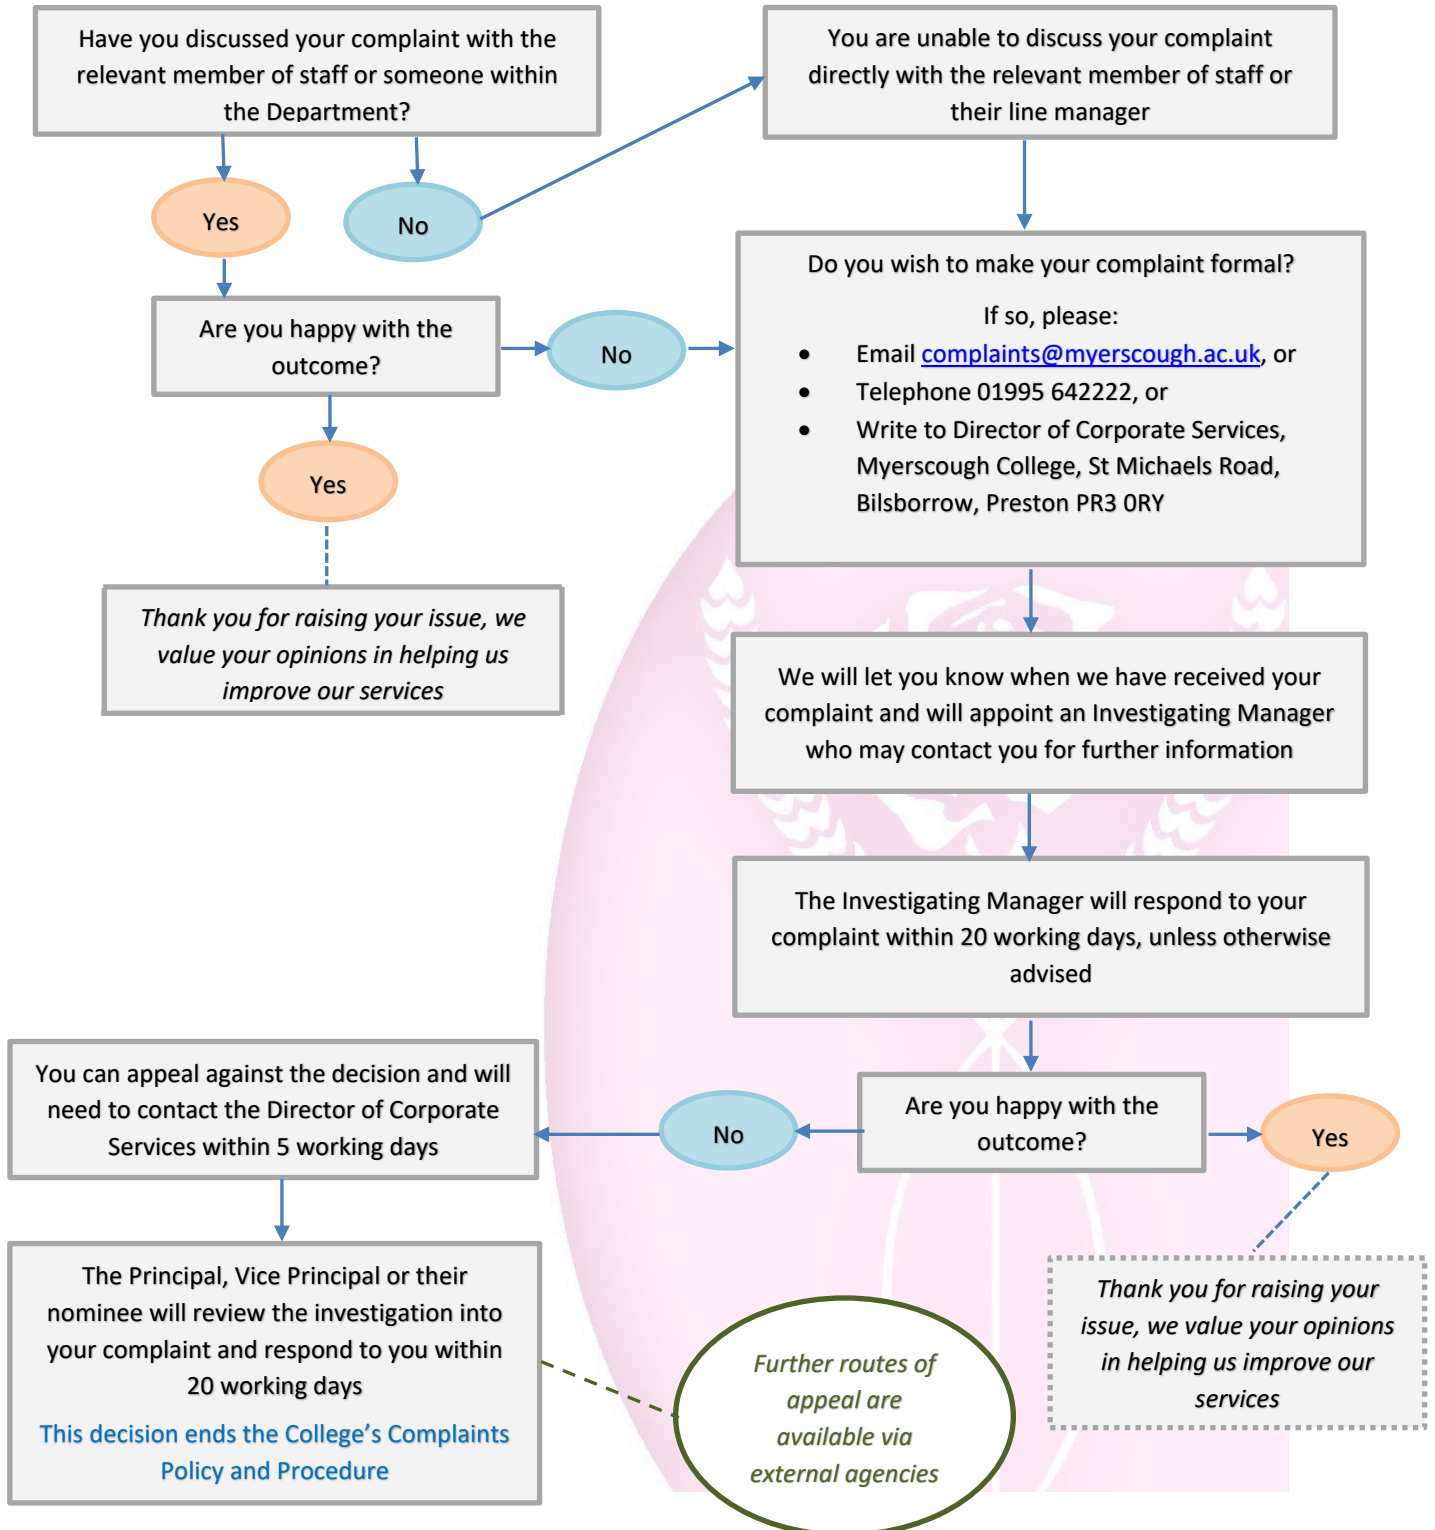 Have you discussed your complaint with the
relevant member of staff or someone within
the Department?
You are unable to discuss your complaint
directly with the relevant member of staff or
their line manager
Yes
No
Do you wish to make your complaint formal?
If so, please:
• Email complaints@myerscough.ac.uk, or
• Telephone 01995 642222, or
• Write to Director of Corporate Services,
Myerscough College, St Michaels Road,
Bilsborrow, Preston PR3 0RY
Are you happy with the
outcome?
No
Yes
Thank you for raising your issue, we
value your opinions in helping us
improve our services
We will let you know when we have received your
complaint and will appoint an Investigating Manager
who may contact you for further information
The Investigating Manager will respond to your
complaint within 20 working days, unless otherwise
advised
Are you happy with the
outcome?
No
Yes
You can appeal against the decision and will
need to contact the Director of Corporate
Services within 5 working days
Thank you for raising your
issue, we value your opinions
in helping us improve our
services
The Principal, Vice Principal or their
nominee will review the investigation into
your complaint and respond to you within
20 working days
This decision ends the College’s Complaints
Policy and Procedure
Further routes of
appeal are
available via
external agencies